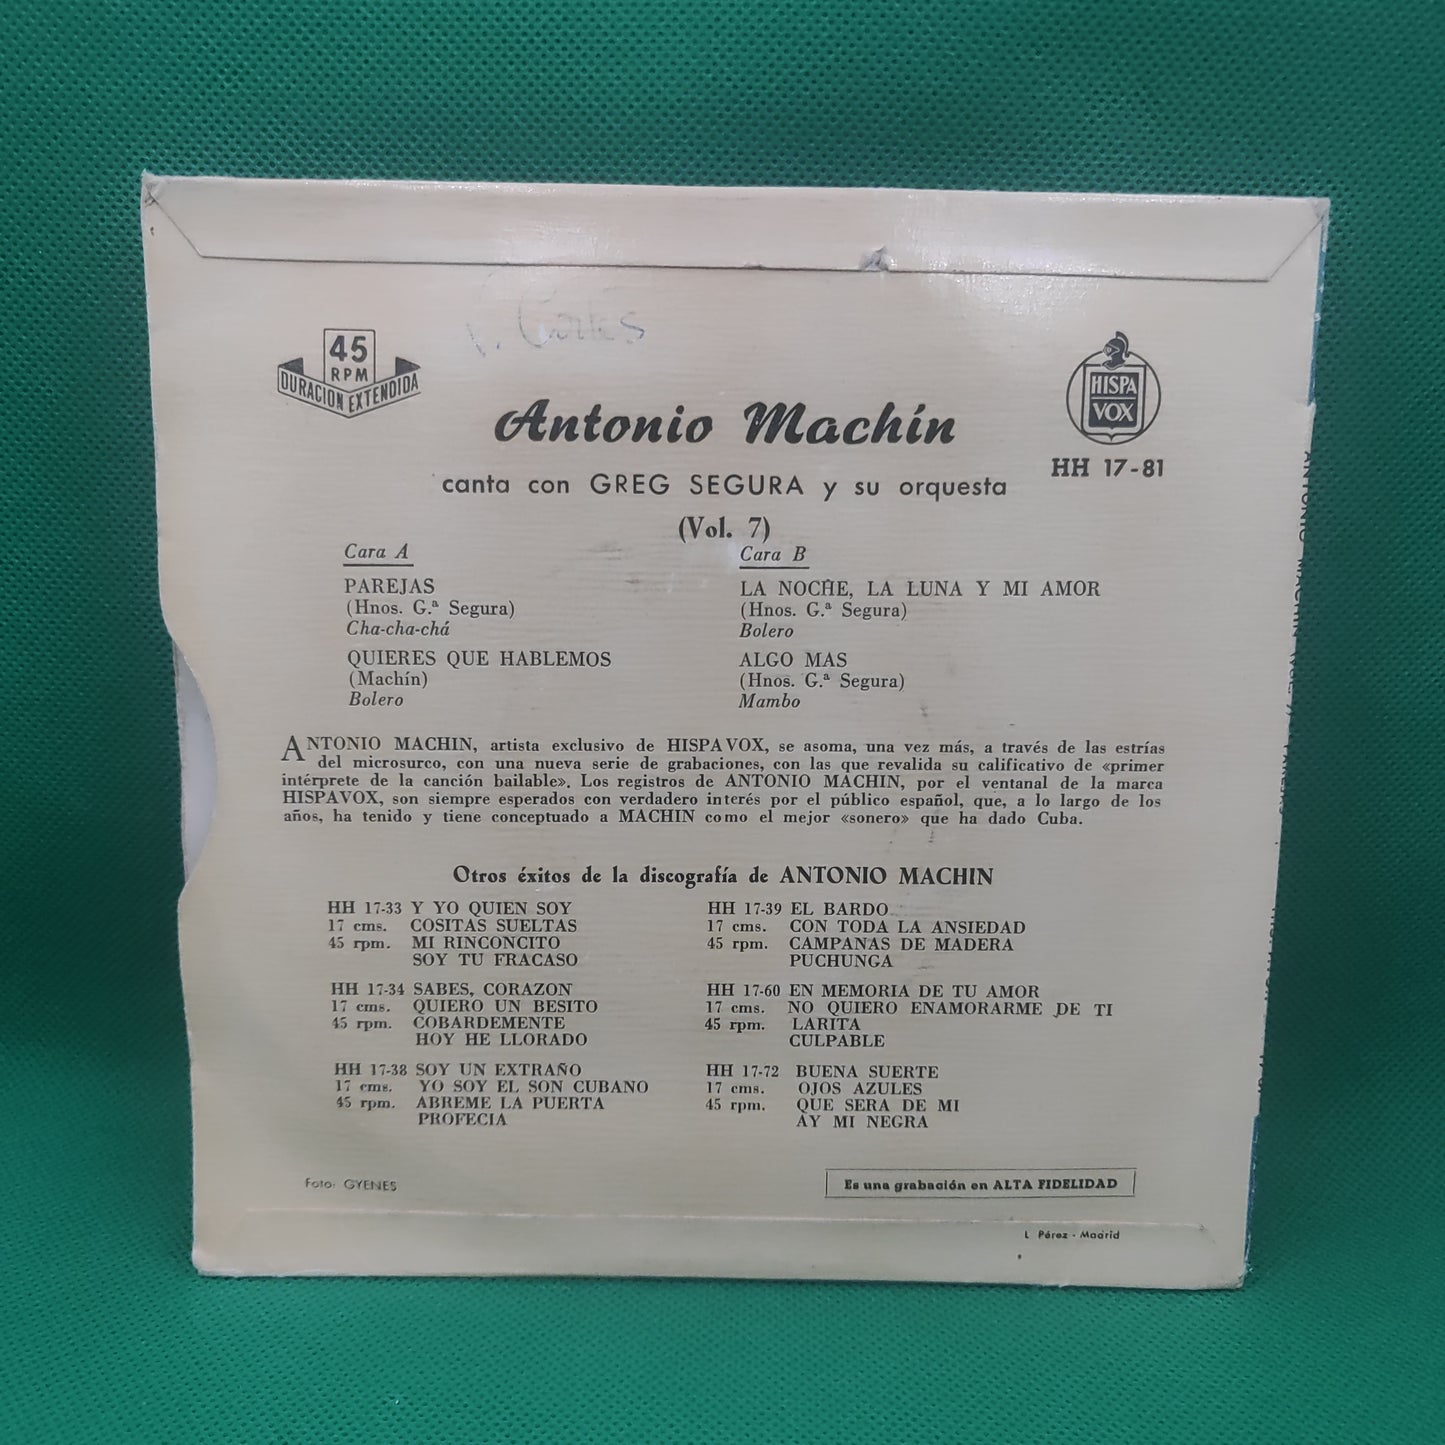 45
RPM
DURACION EXTENDIDA
HISPA
VOX
HH 17-81
Antonio Machín
canta con GREG SEGURA y su orquesta
(Vol. 7)
Cara A
PAREJAS
(Hnos. G.ª Segura)
Cha-cha-chá
QUIERES QUE HABLEMOS
(Machín)
Bolero
Cara B
LA NOCHE, LA LUNA Y MI AMOR
(Hnos. G.ª Segura)
Bolero
ALGO MAS
(Hnos. G.ª Segura)
Mambo
ANTONIO MACHIN, artista exclusivo de HISPAVOX, se asoma, una vez más, a través de las estrías
del microsurco, con una nueva serie de grabaciones, con las que revalida su calificativo de «primer
intérprete de la canción bailable». Los registros de ANTONIO MACHIN, por el ventanal de la marca
HISPAVOX, son siempre esperados con verdadero interés por el público español, que, a lo largo de los
años, ha tenido y tiene conceptuado a MACHIN como el mejor «sonero» que ha dado Cuba.
Otros éxitos de la discografía de ANTONIO MACHIN
HH 17-33 Y YO QUIEN SOY
17 cms. COSITAS SUELTAS
45 rpm. MI RINCONCITO
SOY TU FRACASO
HH 17-34 SABES, CORAZON
17 cms. QUIERO UN BESITO
45 rpm. COBARDEMENTE
HOY HE LLORADO
HH 17-38 SOY UN EXTRAÑO
17 cms. YO SOY EL SON CUBANO
45 rpm. ABREME LA PUERTA
PROFECIA
HH 17-39 EL BARDO
17 cms. CON TODA LA ANSIEDAD
45 rpm. CAMPANAS DE MADERA
PUCHUNGA
HH 17-60 EN MEMORIA DE TU AMOR
17 cms. NO QUIERO ENAMORARME DE TI
45 rpm. LARITA
CULPABLE
HH 17-72 BUENA SUERTE
17 cms. OJOS AZULES
45 rpm. QUE SERA DE MI
AY MI NEGRA
Foto: GYENES
Es una grabación en ALTA FIDELIDAD
L. Pérez - Madrid
ANTONIO MACHIN